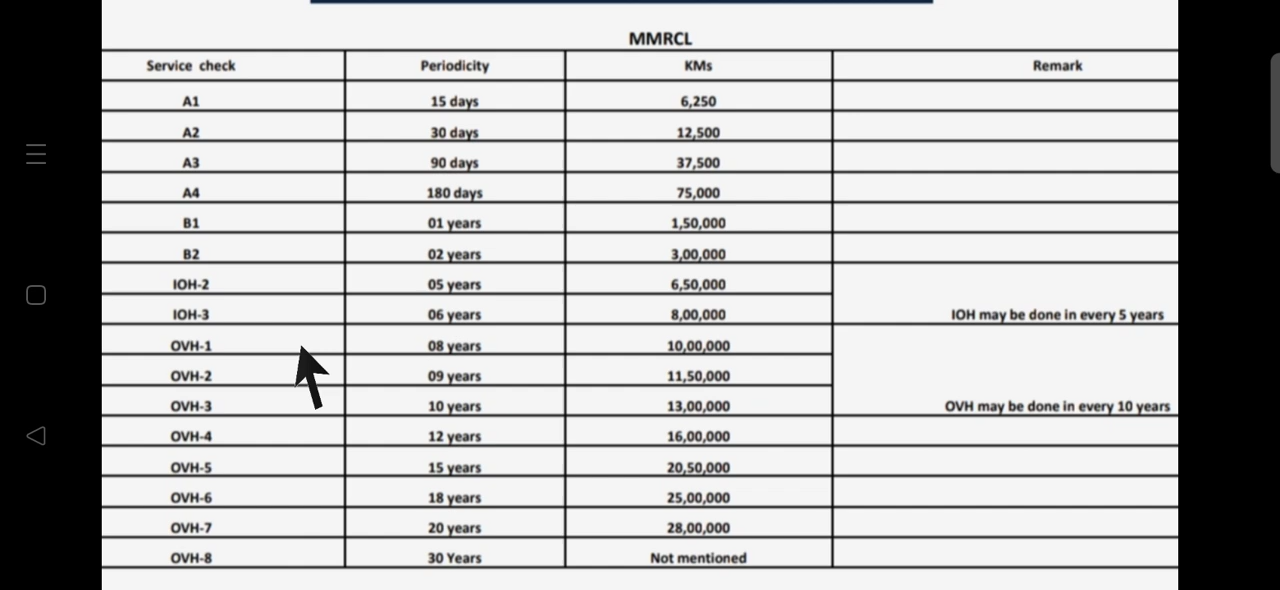 MMRCL
Service check Periodicity KMs Remark
A1 15 days 6,250
A2 30 days 12,500
A3 90 days 37,500
A4 180 days 75,000
B1 01 years 1,50,000
B2 02 years 3,00,000
IOH-2 05 years 6,50,000
IOH-3 06 years 8,00,000 IOH may be done in every 5 years
OVH-1 08 years 10,00,000
OVH-2 09 years 11,50,000
OVH-3 10 years 13,00,000 OVH may be done in every 10 years
OVH-4 12 years 16,00,000
OVH-5 15 years 20,50,000
OVH-6 18 years 25,00,000
OVH-7 20 years 28,00,000
OVH-8 30 Years Not mentioned